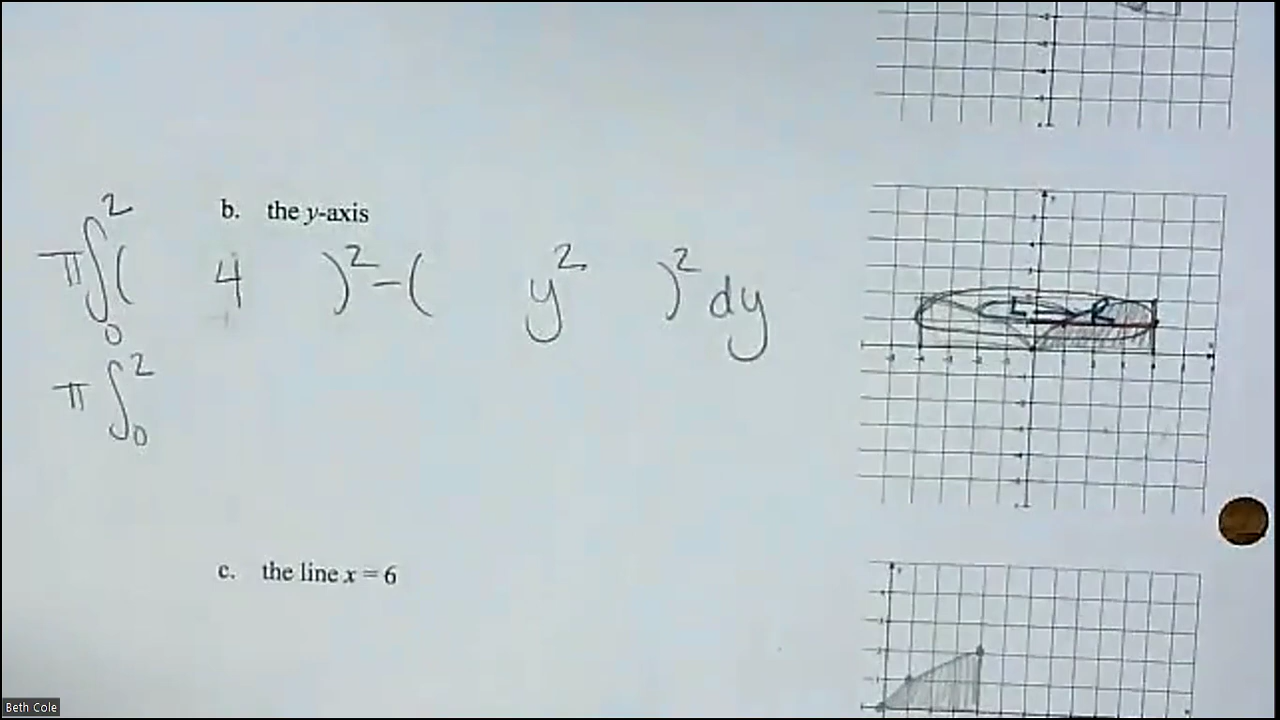 b. the y-axis
π∫₀² ( 4 )² - ( y² )² dy
π∫₀²
c. the line x = 6
Beth Cole